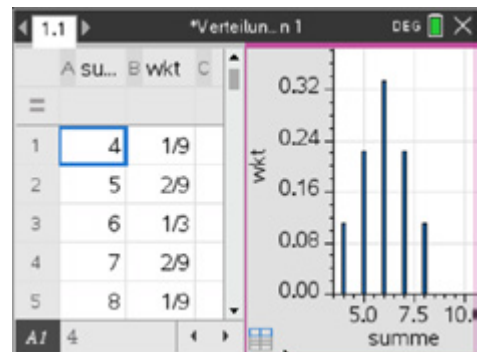 1.1 *Verteilun...n 1 DEG
A su... B wkt C
=
1 4 1/9
2 5 2/9
3 6 1/3
4 7 2/9
5 8 1/9
A1 4
wkt
0.32
0.24
0.16
0.08
0.00
5.0 7.5 10.
summe